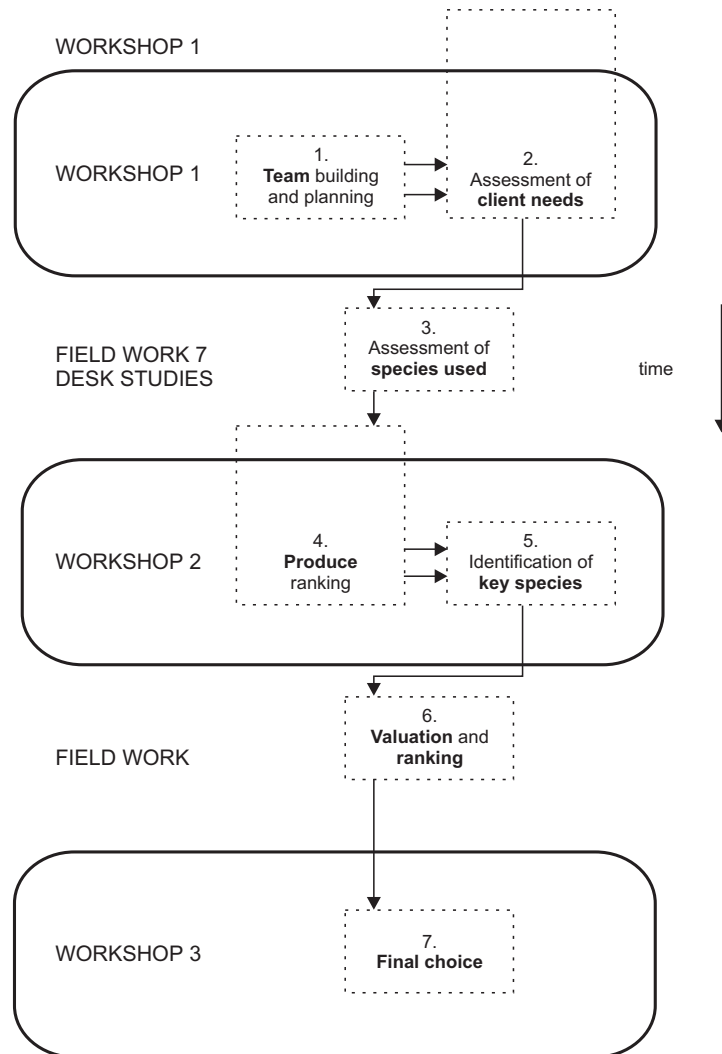 WORKSHOP 1
WORKSHOP 1
1.
Team building
and planning
2.
Assessment of
client needs
FIELD WORK 7
DESK STUDIES
3.
Assessment of
species used
time
WORKSHOP 2
4.
Produce
ranking
5.
Identification of
key species
FIELD WORK
6.
Valuation and
ranking
WORKSHOP 3
7.
Final choice